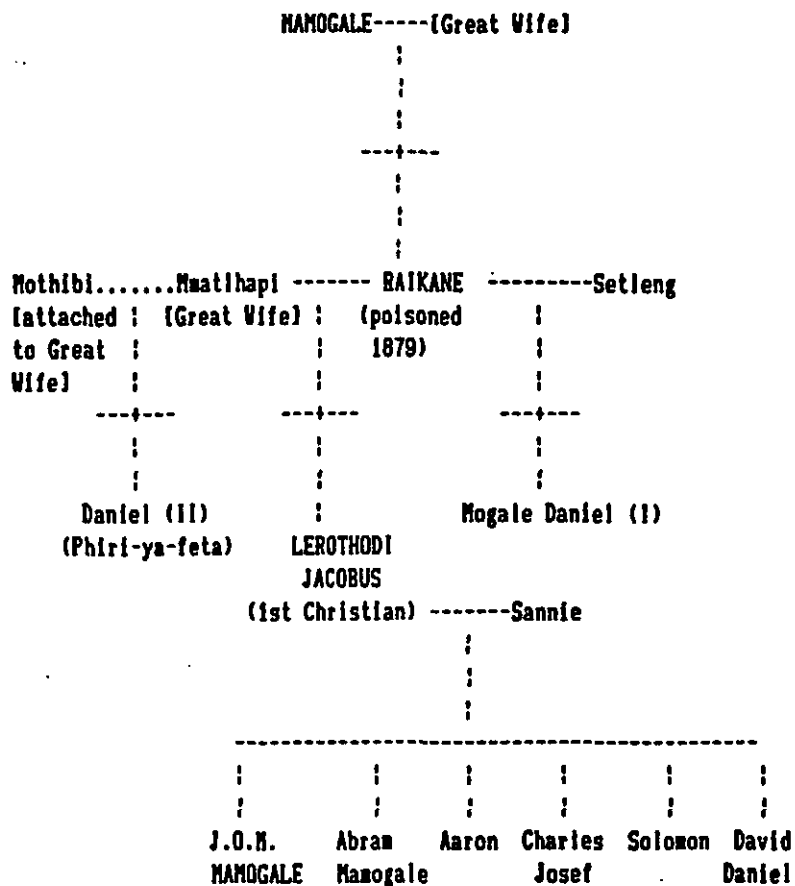 MAMOGALE-----[Great Wife]
Mothibi.......Mmatlhapi ------- RAIKANE ---------Setleng
[attached [Great Wife] (poisoned
to Great 1879)
Wife]
Daniel (II) Mogale Daniel (I)
(Phiri-ya-feta) LEROTHODI
JACOBUS
(1st Christian) -------Sannie
J.O.M. Abram Aaron Charles Solomon David
MAMOGALE Mamogale Josef Daniel